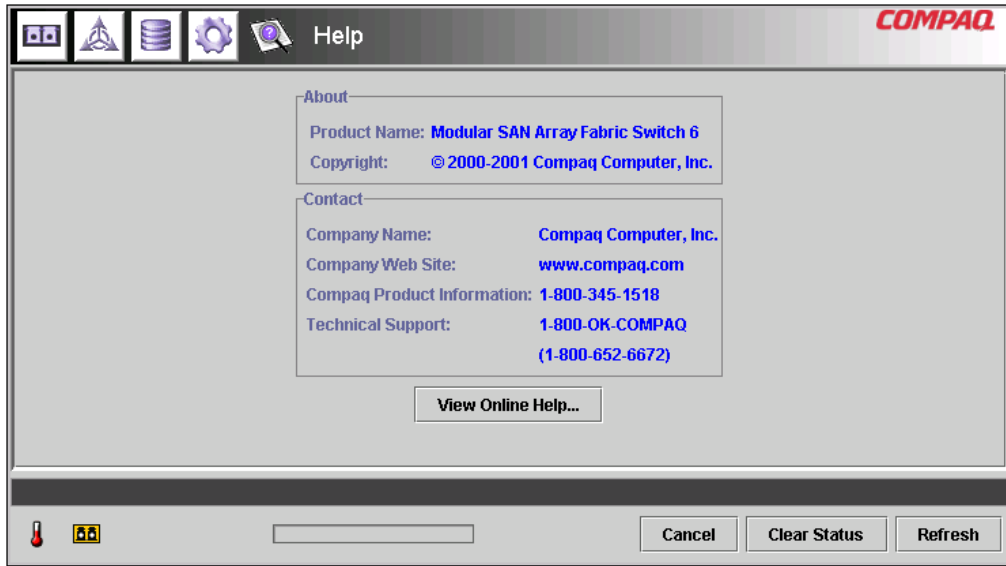 Help
COMPAQ
About
Product Name: Modular SAN Array Fabric Switch 6
Copyright: © 2000-2001 Compaq Computer, Inc.
Contact
Company Name: Compaq Computer, Inc.
Company Web Site: www.compaq.com
Compaq Product Information: 1-800-345-1518
Technical Support: 1-800-OK-COMPAQ
(1-800-652-6672)
View Online Help...
Cancel Clear Status Refresh